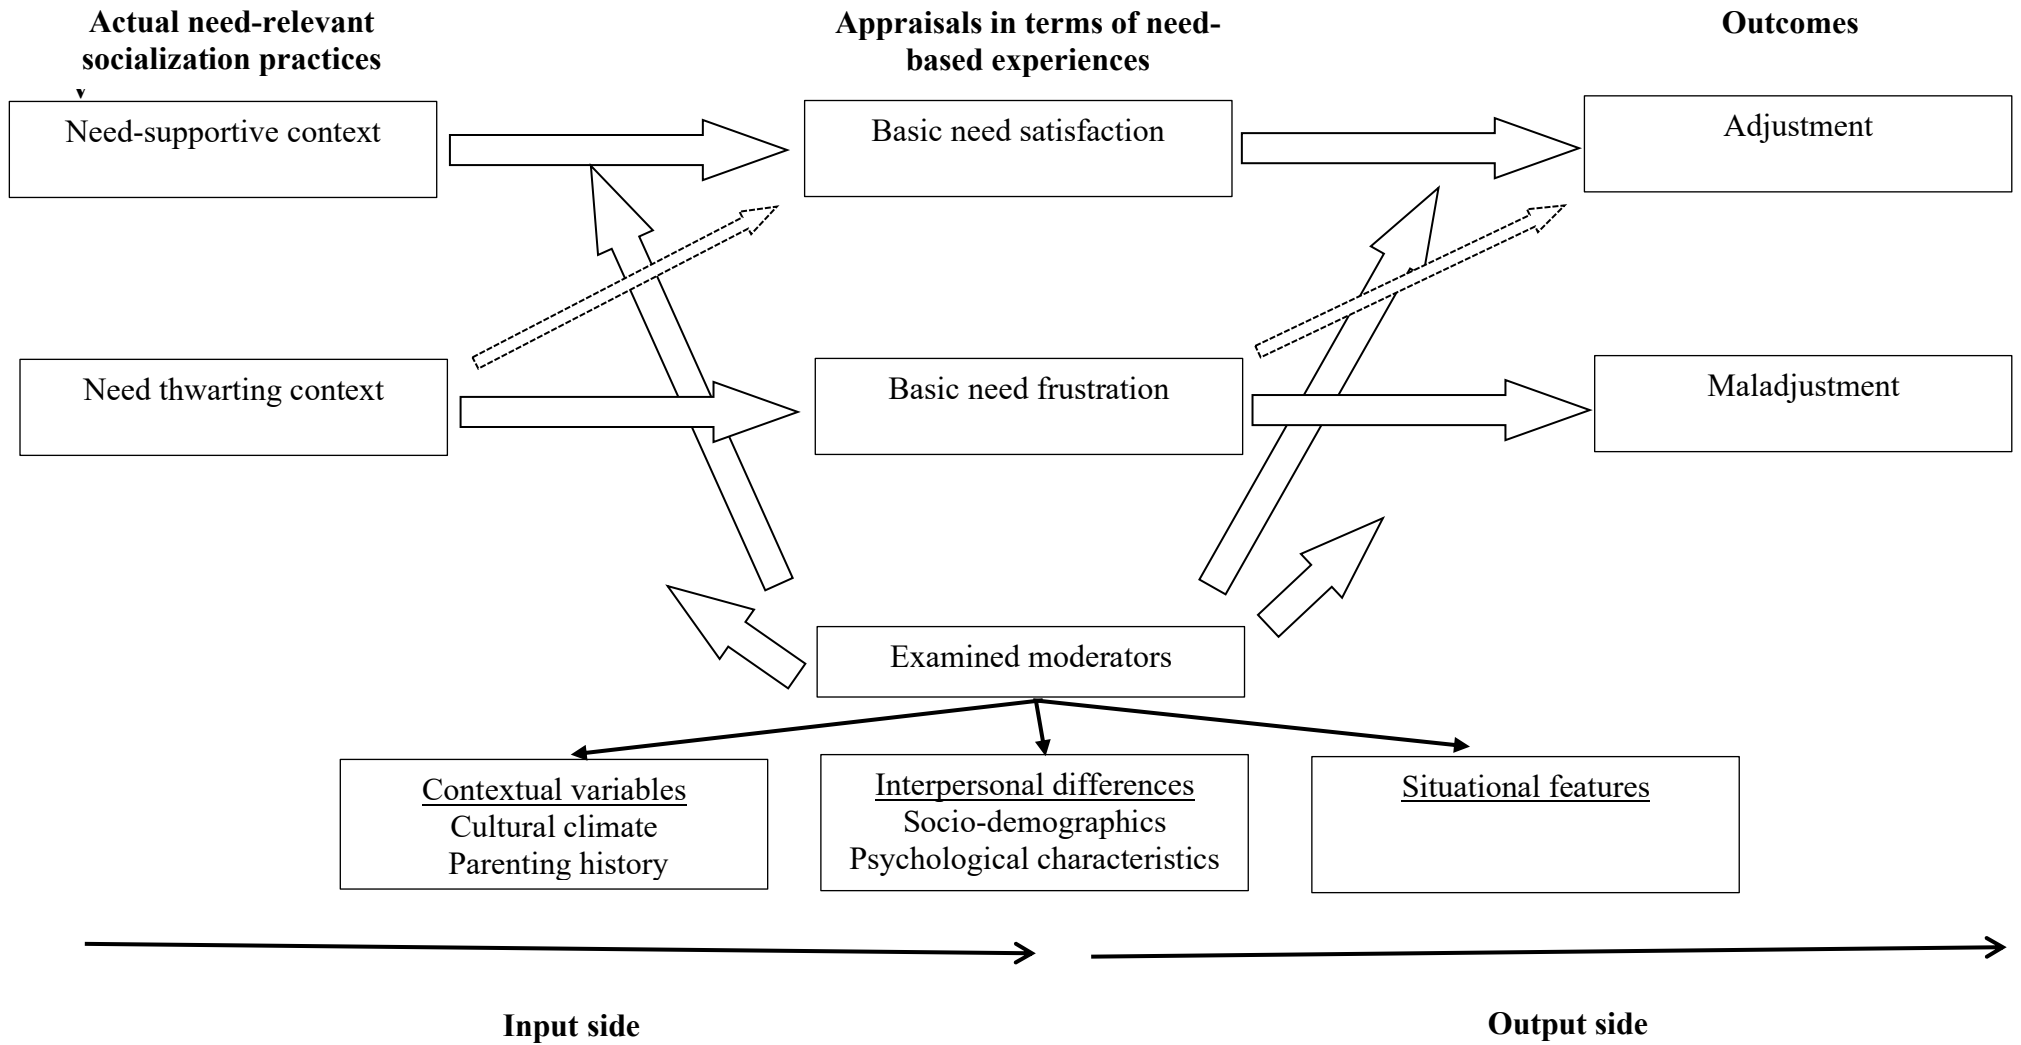 Actual need-relevant
socialization practices
Appraisals in terms of need-
based experiences
Outcomes
Need-supportive context
Basic need satisfaction
Adjustment
Need thwarting context
Basic need frustration
Maladjustment
Examined moderators
Contextual variables
Cultural climate
Parenting history
Interpersonal differences
Socio-demographics
Psychological characteristics
Situational features
Input side
Output side